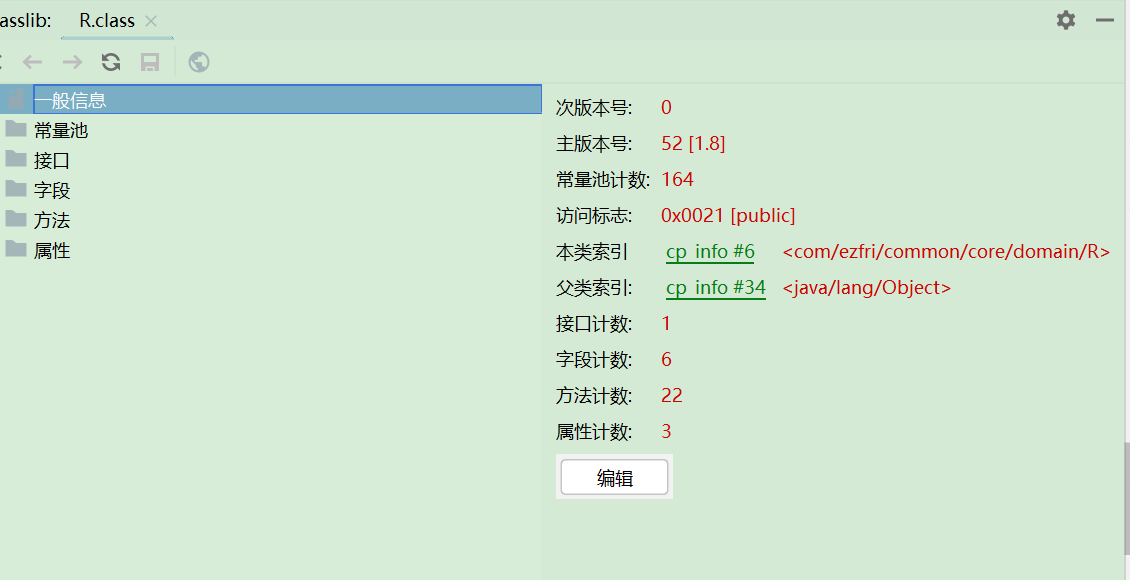 asslib:
R.class
一般信息
常量池
接口
字段
方法
属性
次版本号: 0
主版本号: 52 [1.8]
常量池计数: 164
访问标志: 0x0021 [public]
本类索引 cp_info #6 <com/ezfri/common/core/domain/R>
父类索引: cp_info #34 <java/lang/Object>
接口计数: 1
字段计数: 6
方法计数: 22
属性计数: 3
编辑